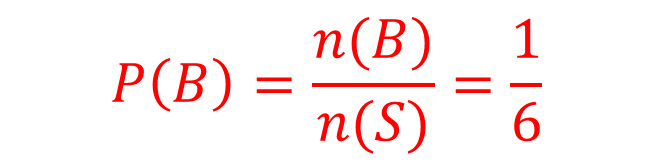 P(B) = n(B)/n(S) = 1/6